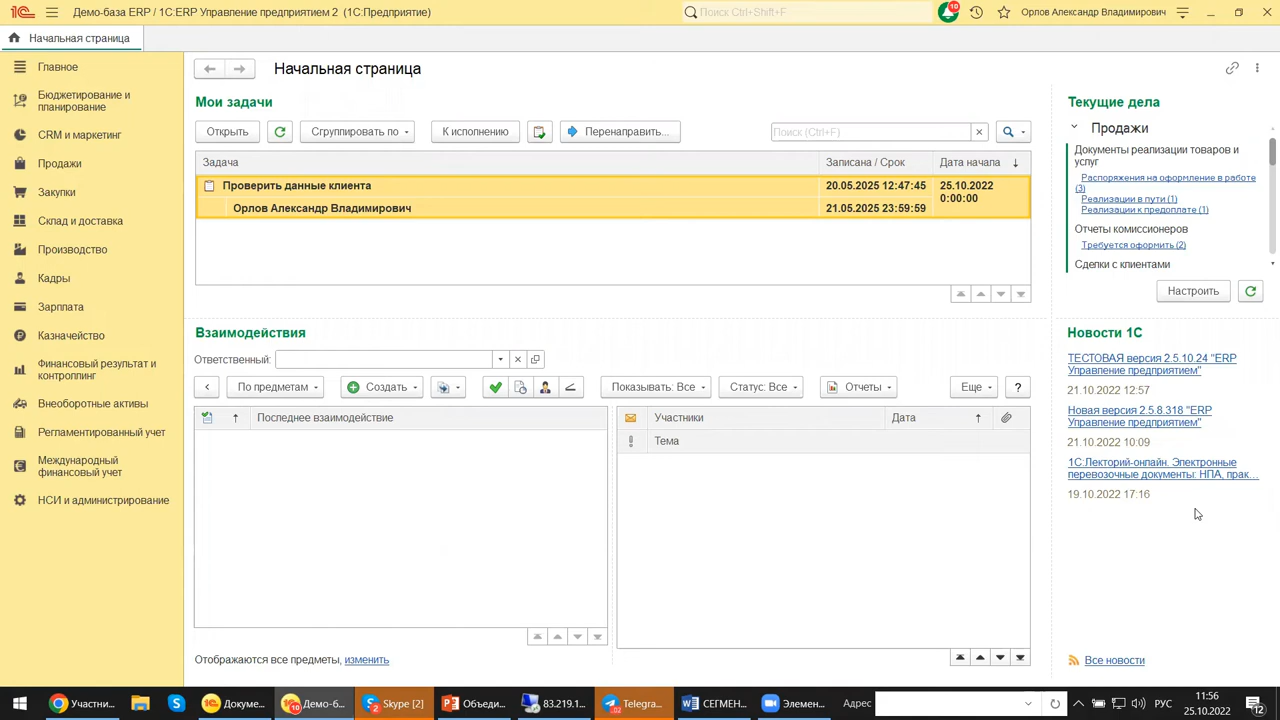 Демо-база ERP / 1С:ERP Управление предприятием 2 (1С:Предприятие)
Поиск Ctrl+Shift+F
10
Орлов Александр Владимирович
Начальная страница
Главное
Бюджетирование и
планирование
CRM и маркетинг
Продажи
Закупки
Склад и доставка
Производство
Кадры
Зарплата
Казначейство
Финансовый результат и
контроллинг
Внеоборотные активы
Регламентированный учет
Международный
финансовый учет
НСИ и администрирование
Начальная страница
Мои задачи
Открыть
Сгруппировать по
К исполнению
Перенаправить...
Поиск (Ctrl+F)
Задача
Записана / Срок
Дата начала
Проверить данные клиента
20.05.2025 12:47:45
25.10.2022
0:00:00
Орлов Александр Владимирович
21.05.2025 23:59:59
Взаимодействия
Ответственный:
По предметам
Создать
Показывать: Все
Статус: Все
Отчеты
Еще
?
Последнее взаимодействие
Участники
Дата
Тема
Отображаются все предметы, изменить
Текущие дела
Продажи
Документы реализации товаров и
услуг
Распоряжения на оформление в работе
(3)
Реализации в пути (1)
Реализации к предоплате (1)
Отчеты комиссионеров
Требуется оформить (2)
Сделки с клиентами
Настроить
Новости 1С
ТЕСТОВАЯ версия 2.5.10.24 "ERP
Управление предприятием"
21.10.2022 12:57
Новая версия 2.5.8.318 "ERP
Управление предприятием"
21.10.2022 10:09
1С:Лекторий-онлайн. Электронные
перевозочные документы: НПА, прак...
19.10.2022 17:16
Все новости
Участни...
Докуме...
Демо-б...
Skype [2]
Объеди...
83.219.1...
Telegra...
СЕГМЕН...
Элемен...
Адрес
РУС
11:56
25.10.2022
12